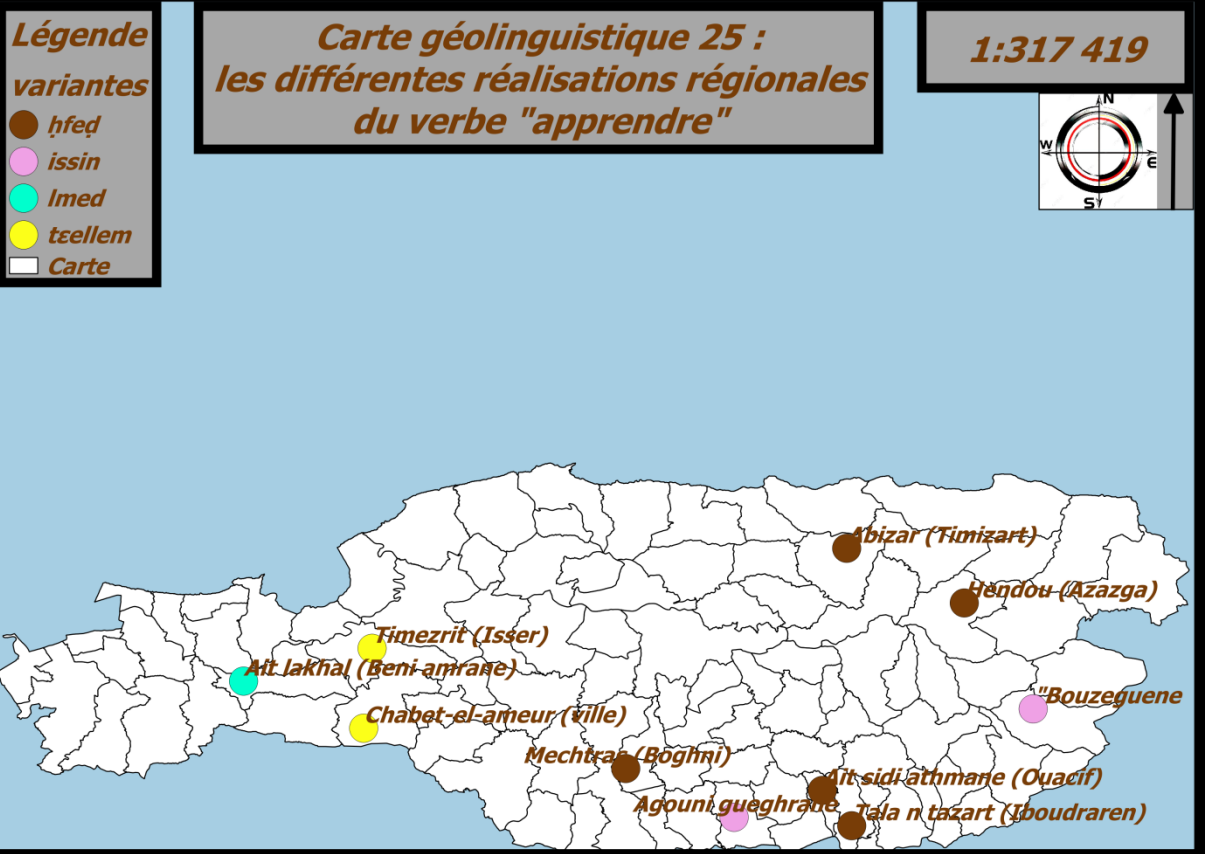 Légende
variantes
ḥfeḍ
issin
lmed
tɛellem
Carte
Carte géolinguistique 25 :
les différentes réalisations régionales
du verbe "apprendre"
1:317 419
N
W
E
S
Abizar (Timizart)
Hendou (Azazga)
Timezrit (Isser)
Ait lakhal (Beni amrane)
"Bouzeguene
Chabet-el-ameur (ville)
Mechtras (Boghni)
Ait sidi athmane (Ouacif)
Agouni gueghrane
Tala n tazart (Iboudraren)